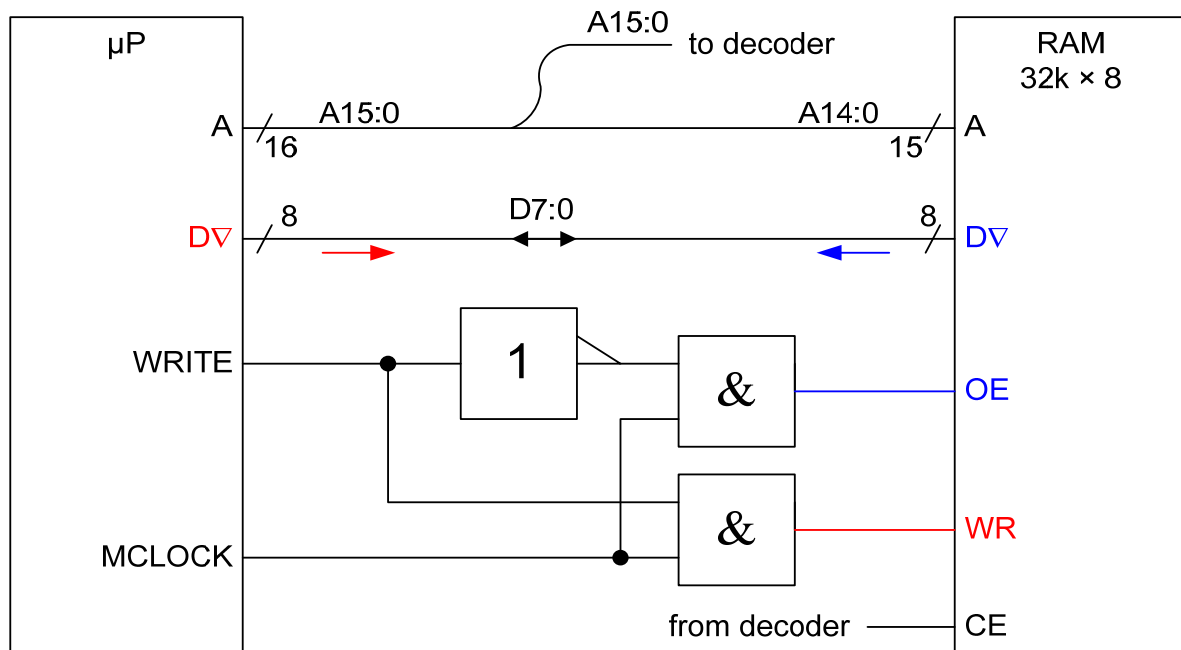 A15:0
to decoder
µP
RAM
32k × 8
A
A15:0
A14:0
A
16
15
8
D7:0
8
D∇
D∇
WRITE
1
&
OE
&
WR
MCLOCK
from decoder
CE